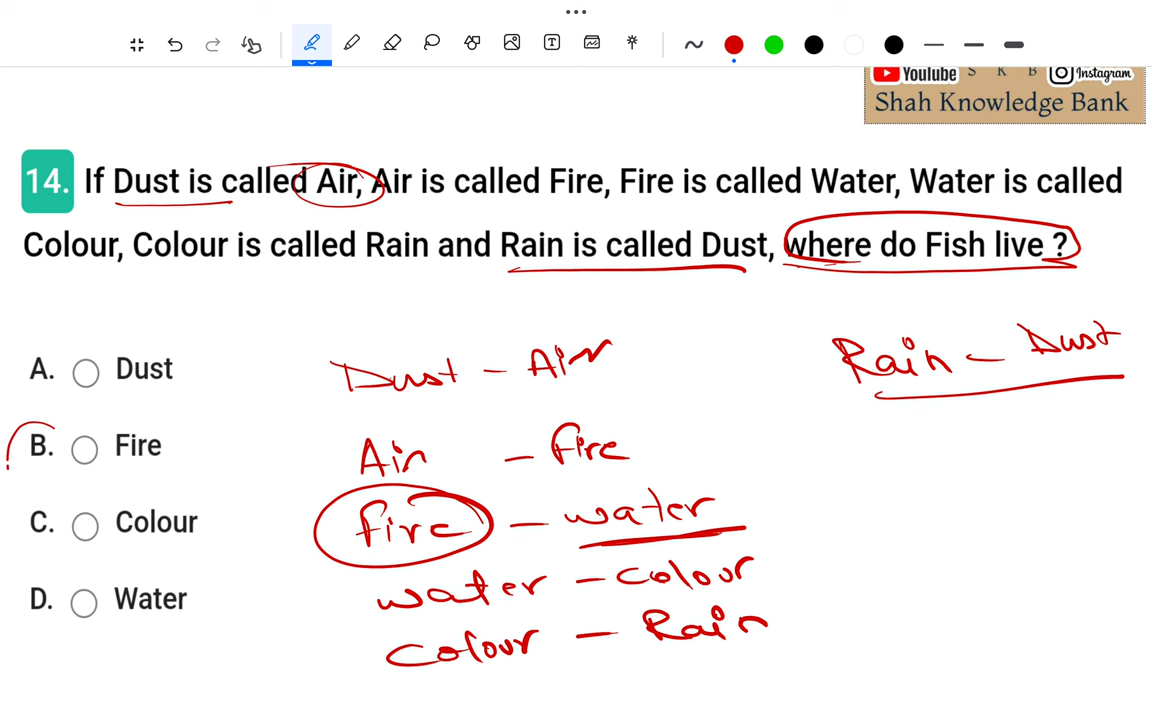 YouTube S K B Instagram
Shah Knowledge Bank
14. If Dust is called Air, Air is called Fire, Fire is called Water, Water is called
Colour, Colour is called Rain and Rain is called Dust, where do Fish live ?
A. Dust
B. Fire
C. Colour
D. Water
Dust - Air
Air - fire
fire - water
water - colour
colour - Rain
Rain - Dust